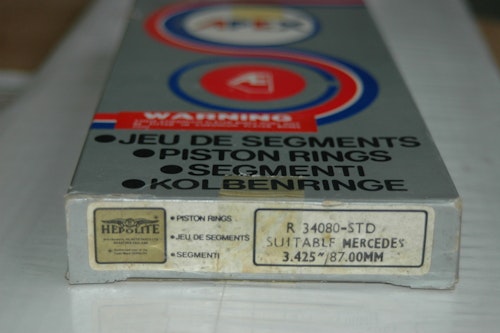 APEX
AE
WARNING
•JEU DE SEGMENTS
•PISTON RINGS
•SEGMENTI
•KOLBENRINGE
HEPOLITE
• PISTON RINGS
• JEU DE SEGMENTS
• SEGMENTI
R 34080-STD
SUITABLE MERCEDES
3.425"/87.00MM